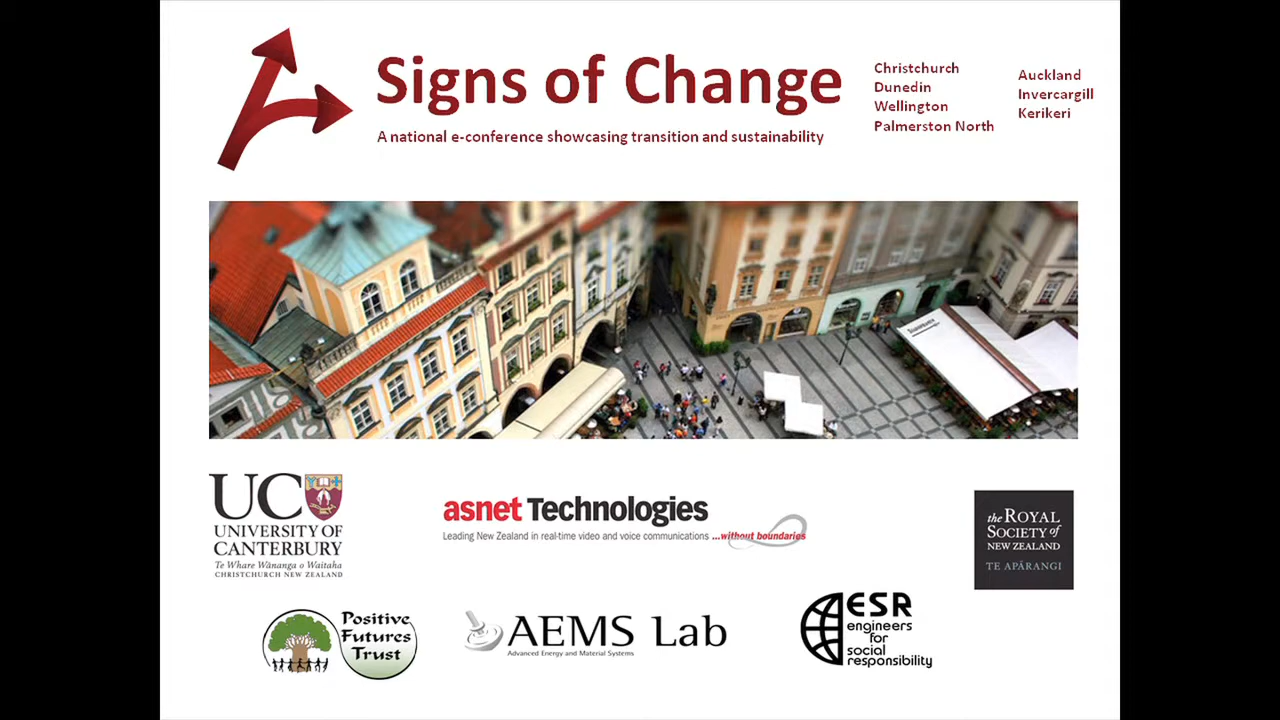 Signs of Change
A national e-conference showcasing transition and sustainability
Christchurch
Dunedin
Wellington
Palmerston North
Auckland
Invercargill
Kerikeri
UC
UNIVERSITY OF
CANTERBURY
Te Whare Wānanga o Waitaha
CHRISTCHURCH NEW ZEALAND
asnet Technologies
Leading New Zealand in real-time video and voice communications ...without boundaries
the ROYAL
SOCIETY of
NEW ZEALAND
TE APĀRANGI
Positive
Futures
Trust
AEMS Lab
Advanced Energy and Material Systems
ESR
engineers
for
social
responsibility